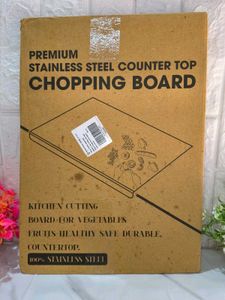 PREMIUM
STAINLESS STEEL COUNTER TOP
CHOPPING BOARD
KITCHEN CUTTING
BOARD FOR VEGETABLES
FRUITS HEALTHY SAFE DURABLE,
COUNTERTOP.
100% STAINLESS STEEL